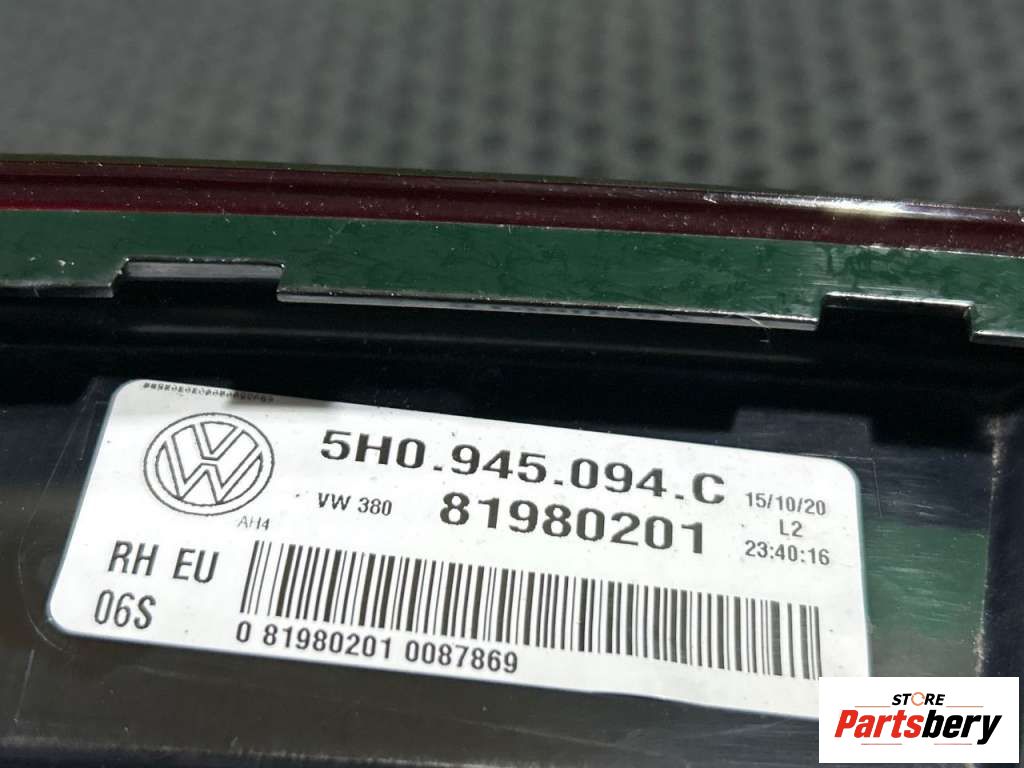 5H0.945.094.C
15/10/20
VW 380
81980201
L2
AH4
23:40:16
RH EU
06S
0 81980201 0087869
STORE
Partsbery